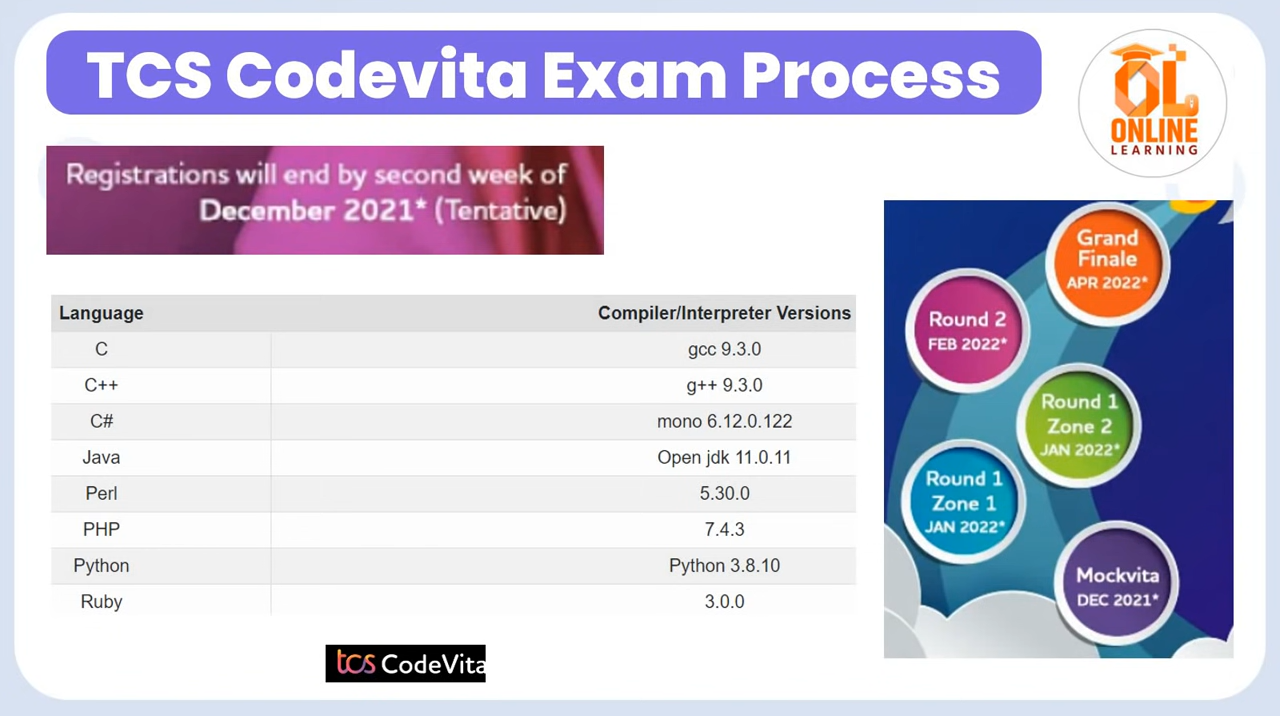 TCS Codevita Exam Process
OL
ONLINE
LEARNING
Registrations will end by second week of
December 2021* (Tentative)
Language Compiler/Interpreter Versions
C gcc 9.3.0
C++ g++ 9.3.0
C# mono 6.12.0.122
Java Open jdk 11.0.11
Perl 5.30.0
PHP 7.4.3
Python Python 3.8.10
Ruby 3.0.0
tcs CodeVita
Grand
Finale
APR 2022*
Round 2
FEB 2022*
Round 1
Zone 2
JAN 2022*
Round 1
Zone 1
JAN 2022*
Mockvita
DEC 2021*